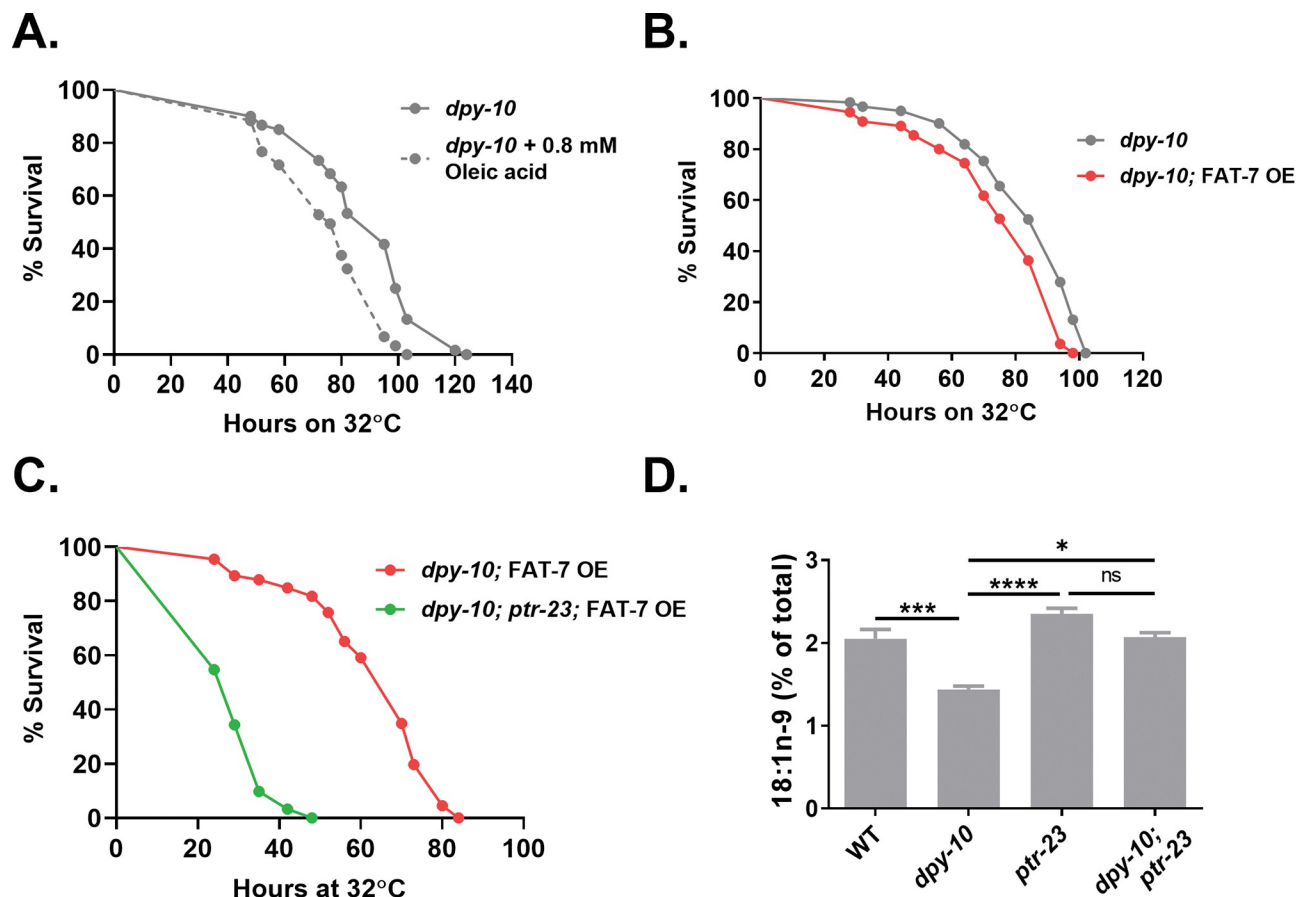 A.
% Survival
100
80
60
40
20
0
0 20 40 60 80 100 120 140
Hours on 32°C
dpy-10
dpy-10 + 0.8 mM
Oleic acid
B.
% Survival
100
80
60
40
20
0
0 20 40 60 80 100 120
Hours on 32°C
dpy-10
dpy-10; FAT-7 OE
C.
% Survival
100
80
60
40
20
0
0 20 40 60 80 100
Hours at 32°C
dpy-10; FAT-7 OE
dpy-10; ptr-23; FAT-7 OE
D.
18:1n-9 (% of total)
3
2
1
0
*
**** ns
***
WT
dpy-10
ptr-23
dpy-10;
ptr-23